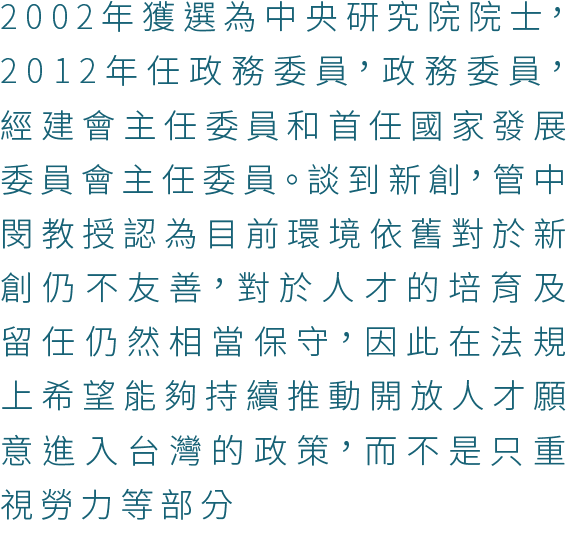 2002年獲選為中央研究院院士，
2012年任政務委員，政務委員，
經建會主任委員和首任國家發展
委員會主任委員。談到新創，管中
閔教授認為目前環境依舊對於新
創仍不友善，對於人才的培育及
留任仍然相當保守，因此在法規
上希望能夠持續推動開放人才願
意進入台灣的政策，而不是只重
視勞力等部分